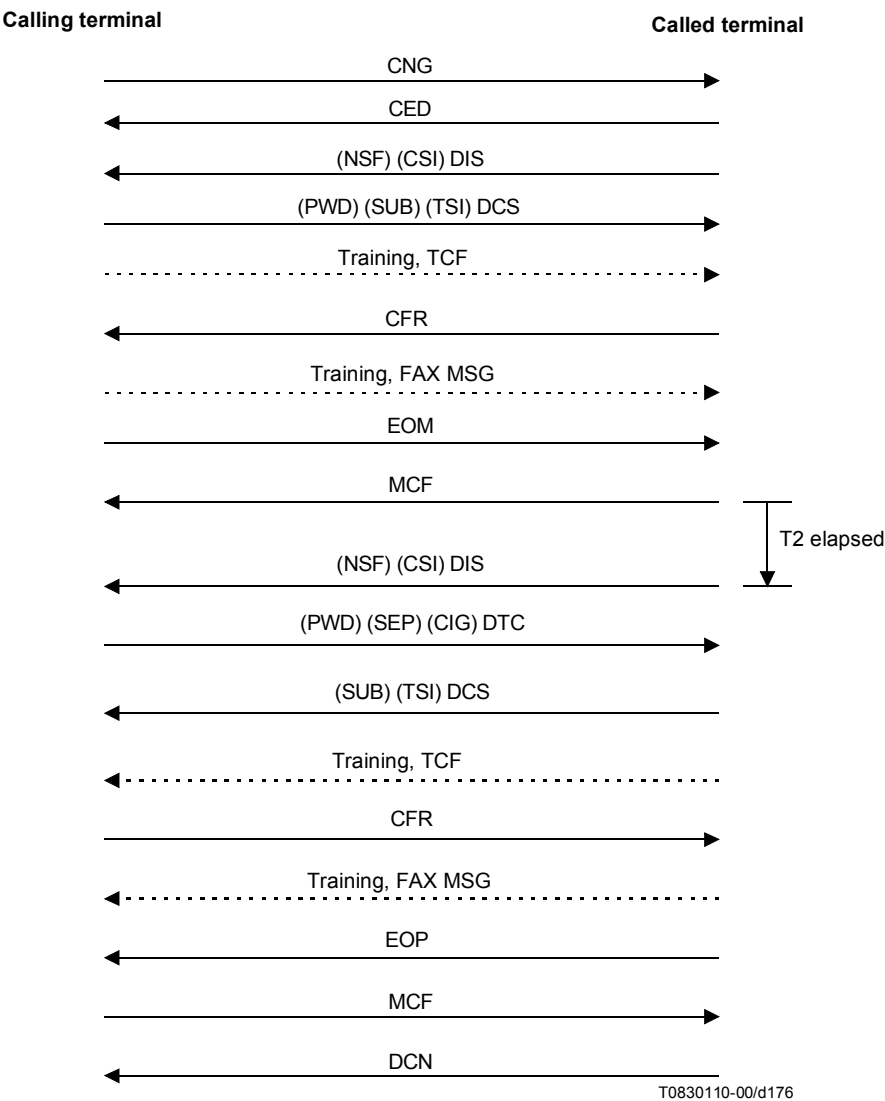 Calling terminal
Called terminal
CNG
CED
(NSF) (CSI) DIS
(PWD) (SUB) (TSI) DCS
Training, TCF
CFR
Training, FAX MSG
EOM
MCF
T2 elapsed
(NSF) (CSI) DIS
(PWD) (SEP) (CIG) DTC
(SUB) (TSI) DCS
Training, TCF
CFR
Training, FAX MSG
EOP
MCF
DCN
T0830110-00/d176